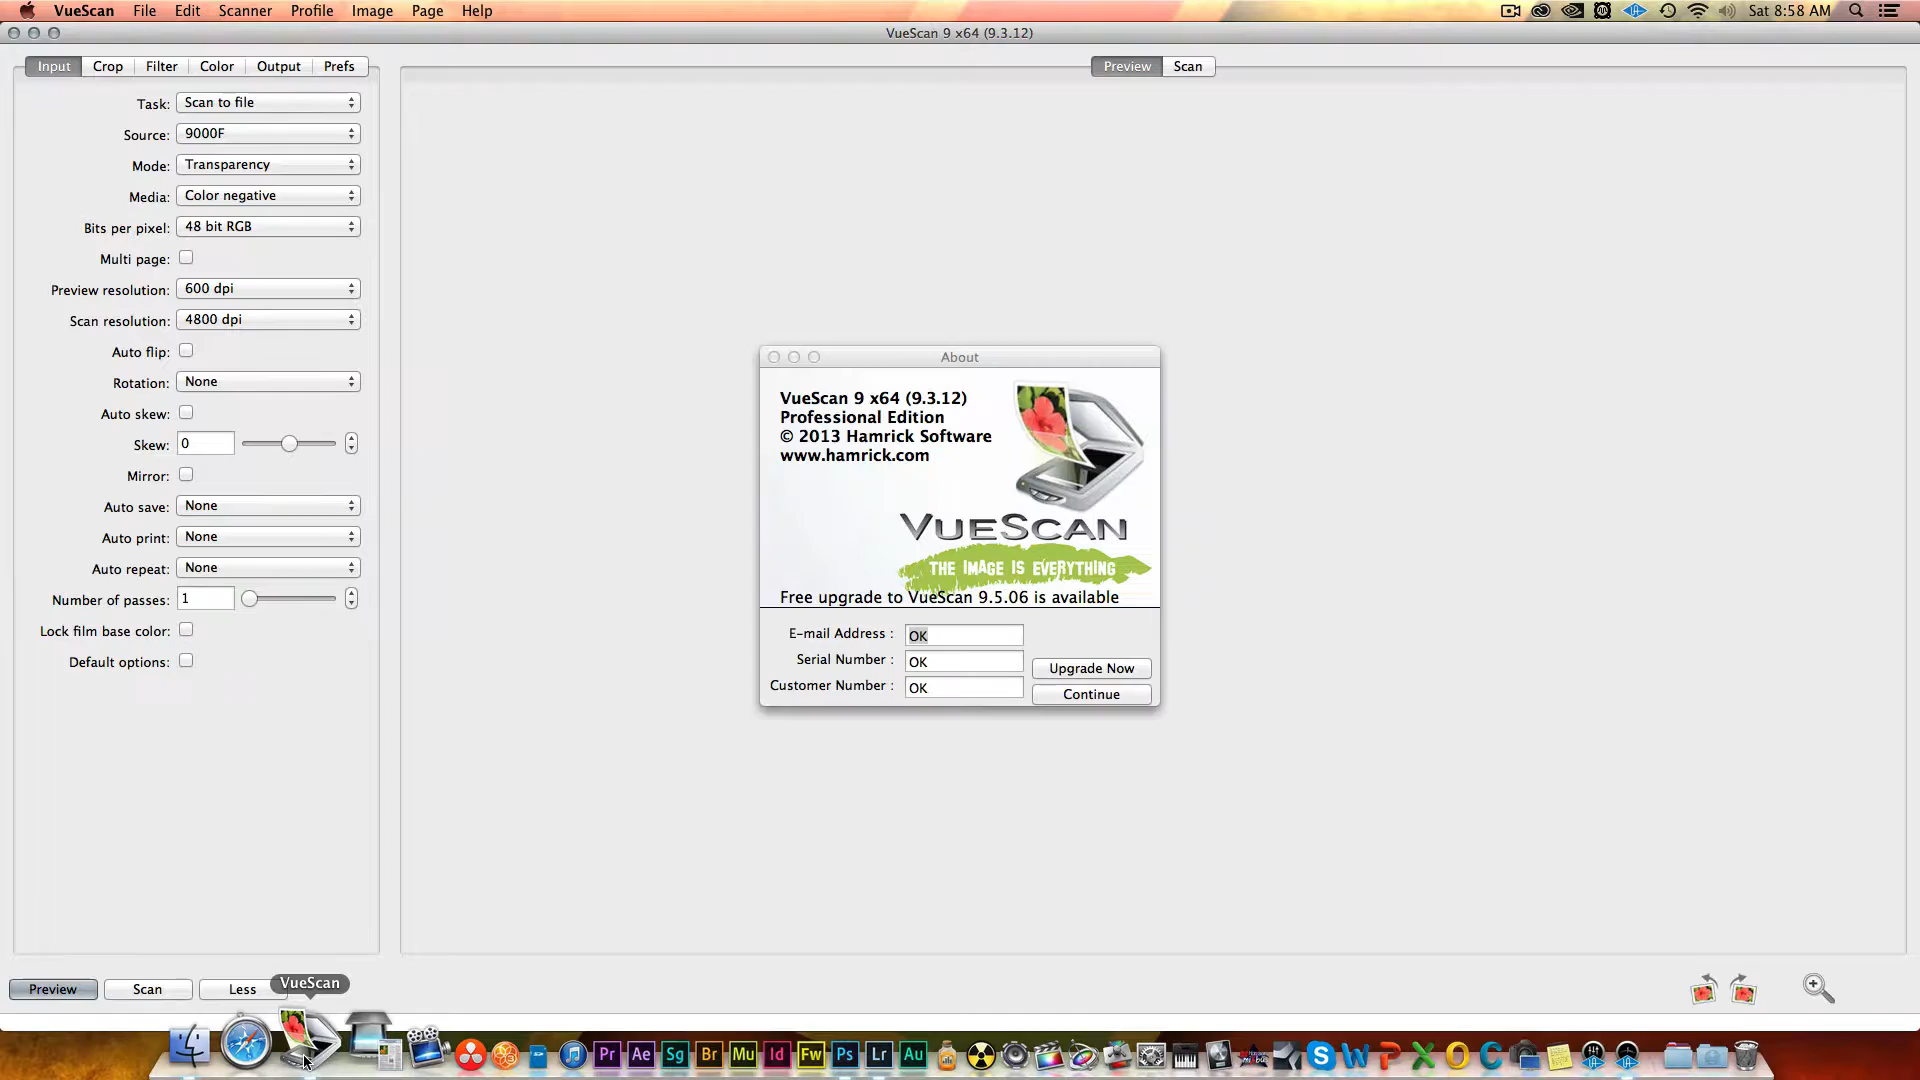 VueScan File Edit Scanner Profile Image Page Help Sat 8:58 AM
VueScan 9 x64 (9.3.12)
Input Crop Filter Color Output Prefs
Preview Scan
Task: Scan to file
Source: 9000F
Mode: Transparency
Media: Color negative
Bits per pixel: 48 bit RGB
Multi page:
Preview resolution: 600 dpi
Scan resolution: 4800 dpi
Auto flip:
Rotation: None
Auto skew:
Skew: 0
Mirror:
Auto save: None
Auto print: None
Auto repeat: None
Number of passes: 1
Lock film base color:
Default options:
About
VueScan 9 x64 (9.3.12)
Professional Edition
© 2013 Hamrick Software
www.hamrick.com
VUESCAN
THE IMAGE IS EVERYTHING
Free upgrade to VueScan 9.5.06 is available
E-mail Address : OK
Serial Number : OK
Customer Number : OK
Upgrade Now
Continue
Preview Scan Less
VueScan
Pr Ae Sg Br Mu Id Fw Ps Lr Au